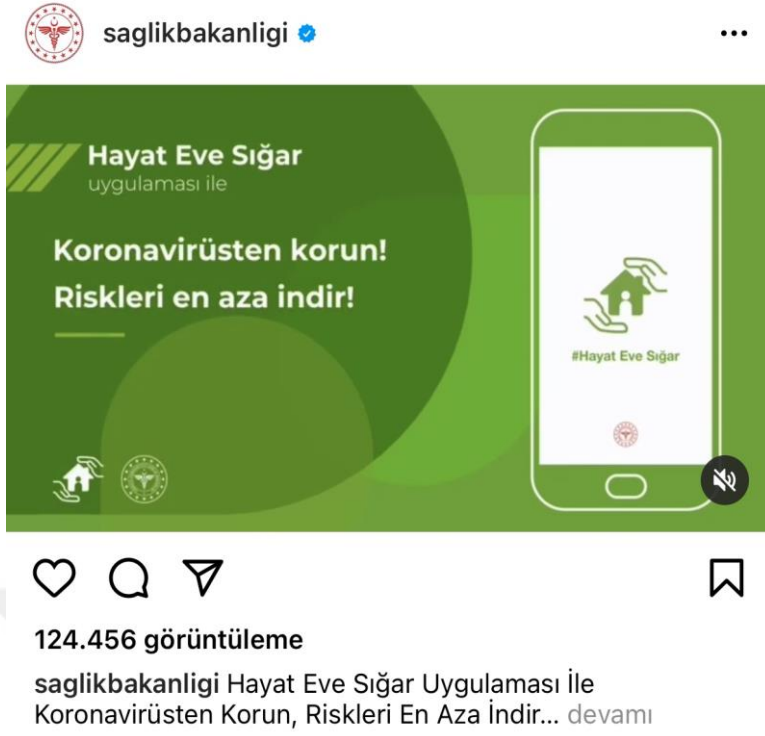 saglikbakanligi
Hayat Eve Sığar
uygulaması ile
Koronavirüsten korun!
Riskleri en aza indir!
#Hayat Eve Sığar
124.456 görüntüleme
saglikbakanligi Hayat Eve Sığar Uygulaması İle
Koronavirüsten Korun, Riskleri En Aza İndir... devamı